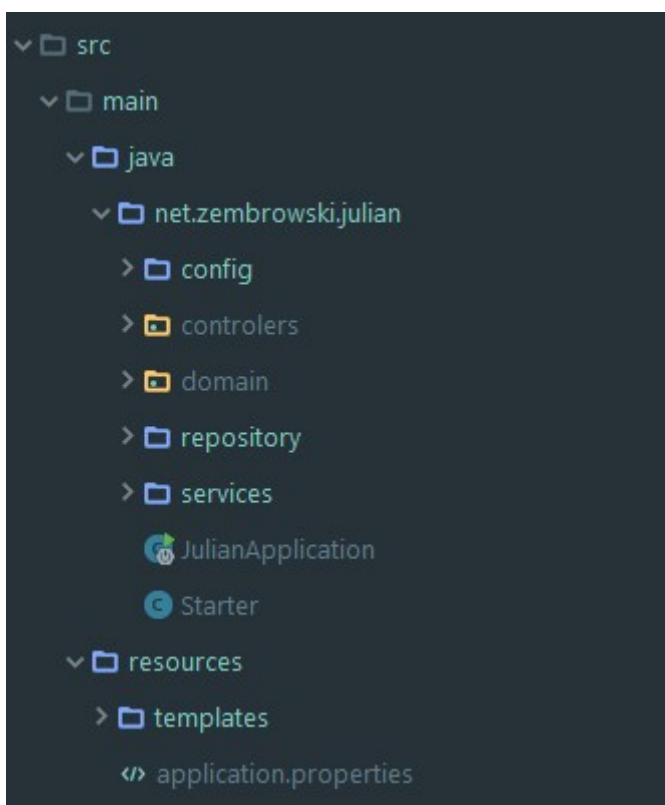 src
main
java
net.zembrowski.julian
config
controlers
domain
repository
services
JulianApplication
Starter
resources
templates
application.properties